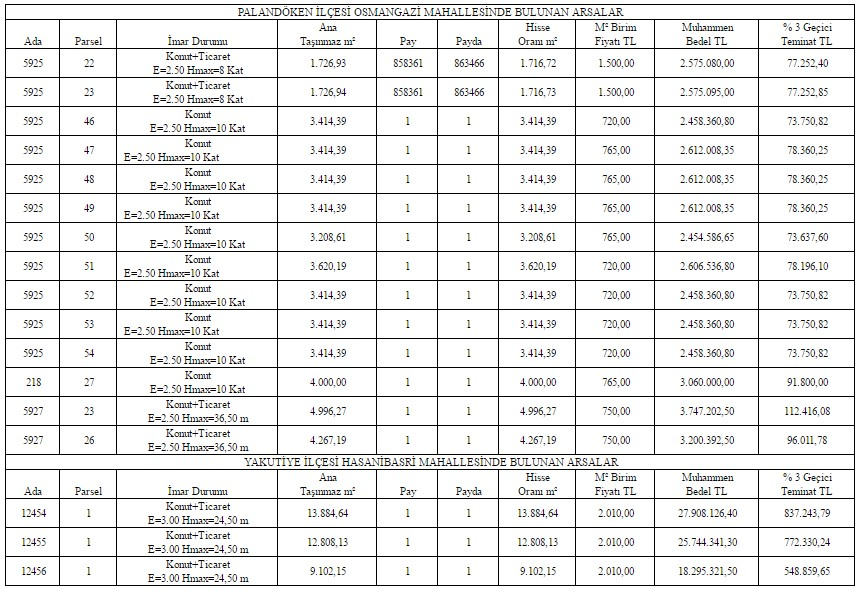 PALANDÖKEN İLÇESİ OSMANGAZİ MAHALLESİNDE BULUNAN ARSALAR
Ada Parsel İmar Durumu Ana Taşınmaz m² Pay Payda Hisse Oranı m² M² Birim Fiyatı TL Muhammen Bedel TL % 3 Geçici Teminat TL
5925 22 Konut+Ticaret E=2.50 Hmax=8 Kat 1.726,93 858361 863466 1.716,72 1.500,00 2.575.080,00 77.252,40
5925 23 Konut+Ticaret E=2.50 Hmax=8 Kat 1.726,94 858361 863466 1.716,73 1.500,00 2.575.095,00 77.252,85
5925 46 Konut E=2.50 Hmax=10 Kat 3.414,39 1 1 3.414,39 720,00 2.458.360,80 73.750,82
5925 47 Konut E=2.50 Hmax=10 Kat 3.414,39 1 1 3.414,39 765,00 2.612.008,35 78.360,25
5925 48 Konut E=2.50 Hmax=10 Kat 3.414,39 1 1 3.414,39 765,00 2.612.008,35 78.360,25
5925 49 Konut E=2.50 Hmax=10 Kat 3.414,39 1 1 3.414,39 765,00 2.612.008,35 78.360,25
5925 50 Konut E=2.50 Hmax=10 Kat 3.208,61 1 1 3.208,61 765,00 2.454.586,65 73.637,60
5925 51 Konut E=2.50 Hmax=10 Kat 3.620,19 1 1 3.620,19 720,00 2.606.536,80 78.196,10
5925 52 Konut E=2.50 Hmax=10 Kat 3.414,39 1 1 3.414,39 720,00 2.458.360,80 73.750,82
5925 53 Konut E=2.50 Hmax=10 Kat 3.414,39 1 1 3.414,39 720,00 2.458.360,80 73.750,82
5925 54 Konut E=2.50 Hmax=10 Kat 3.414,39 1 1 3.414,39 720,00 2.458.360,80 73.750,82
218 27 Konut E=2.50 Hmax=10 Kat 4.000,00 1 1 4.000,00 765,00 3.060.000,00 91.800,00
5927 23 Konut+Ticaret E=2.50 Hmax=36,50 m 4.996,27 1 1 4.996,27 750,00 3.747.202,50 112.416,08
5927 26 Konut+Ticaret E=2.50 Hmax=36,50 m 4.267,19 1 1 4.267,19 750,00 3.200.392,50 96.011,78
YAKUTİYE İLÇESİ HASANİBASRİ MAHALLESİNDE BULUNAN ARSALAR
Ada Parsel İmar Durumu Ana Taşınmaz m² Pay Payda Hisse Oranı m² M² Birim Fiyatı TL Muhammen Bedel TL % 3 Geçici Teminat TL
12454 1 Konut+Ticaret E=3.00 Hmax=24,50 m 13.884,64 1 1 13.884,64 2.010,00 27.908.126,40 837.243,79
12455 1 Konut+Ticaret E=3.00 Hmax=24,50 m 12.808,13 1 1 12.808,13 2.010,00 25.744.341,30 772.330,24
12456 1 Konut+Ticaret E=3.00 Hmax=24,50 m 9.102,15 1 1 9.102,15 2.010,00 18.295.321,50 548.859,65